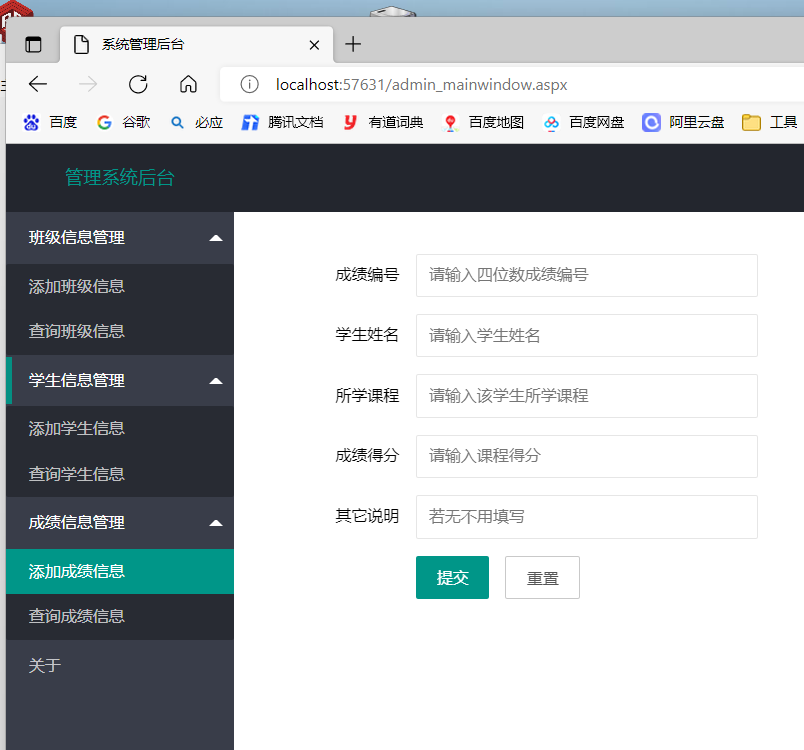 系统管理后台
localhost:57631/admin_mainwindow.aspx
百度 谷歌 必应 腾讯文档 有道词典 百度地图 百度网盘 阿里云盘 工具
管理系统后台
班级信息管理
添加班级信息
查询班级信息
学生信息管理
添加学生信息
查询学生信息
成绩信息管理
添加成绩信息
查询成绩信息
关于
成绩编号 请输入四位数成绩编号
学生姓名 请输入学生姓名
所学课程 请输入该学生所学课程
成绩得分 请输入课程得分
其它说明 若无不用填写
提交 重置